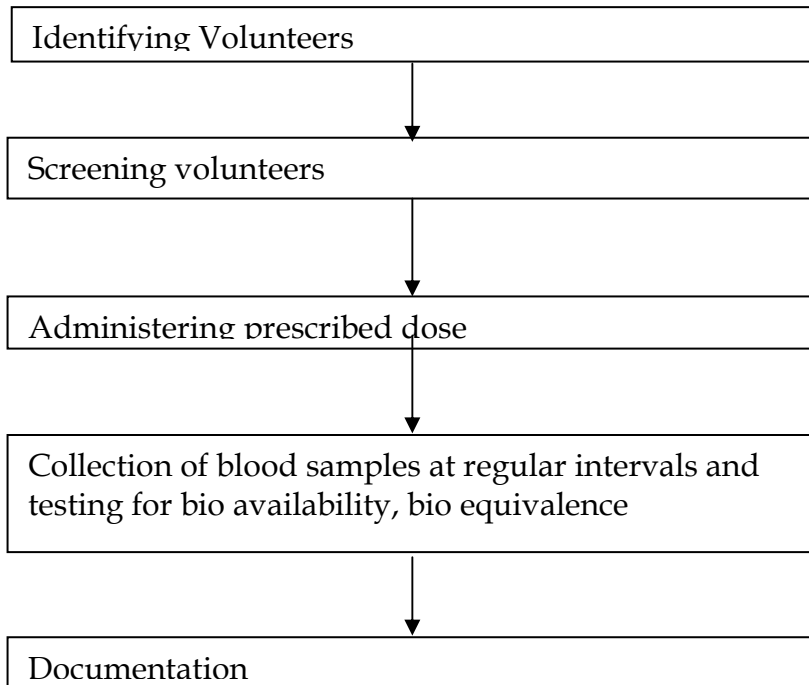 Identifying Volunteers
Screening volunteers
Administering prescribed dose
Collection of blood samples at regular intervals and
testing for bio availability, bio equivalence
Documentation